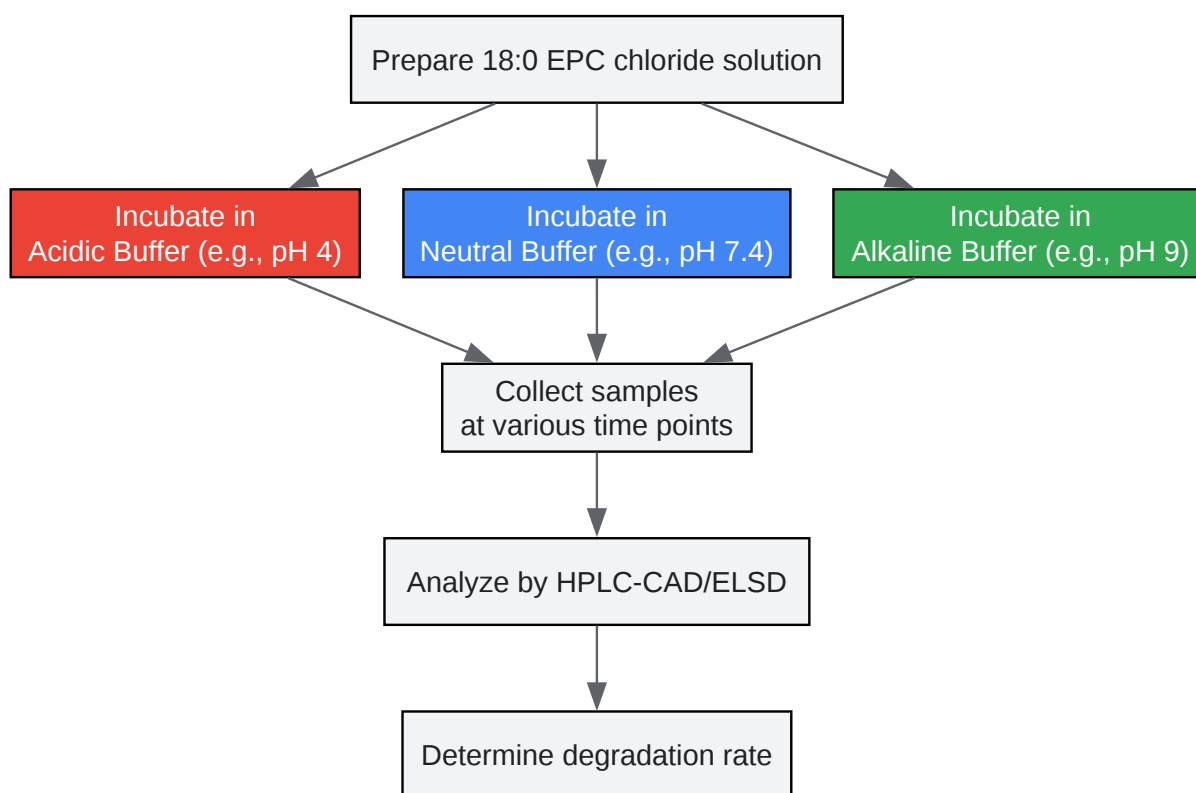 Prepare 18:0 EPC chloride solution
Incubate in
Acidic Buffer (e.g., pH 4)
Incubate in
Neutral Buffer (e.g., pH 7.4)
Incubate in
Alkaline Buffer (e.g., pH 9)
Collect samples
at various time points
Analyze by HPLC-CAD/ELSD
Determine degradation rate